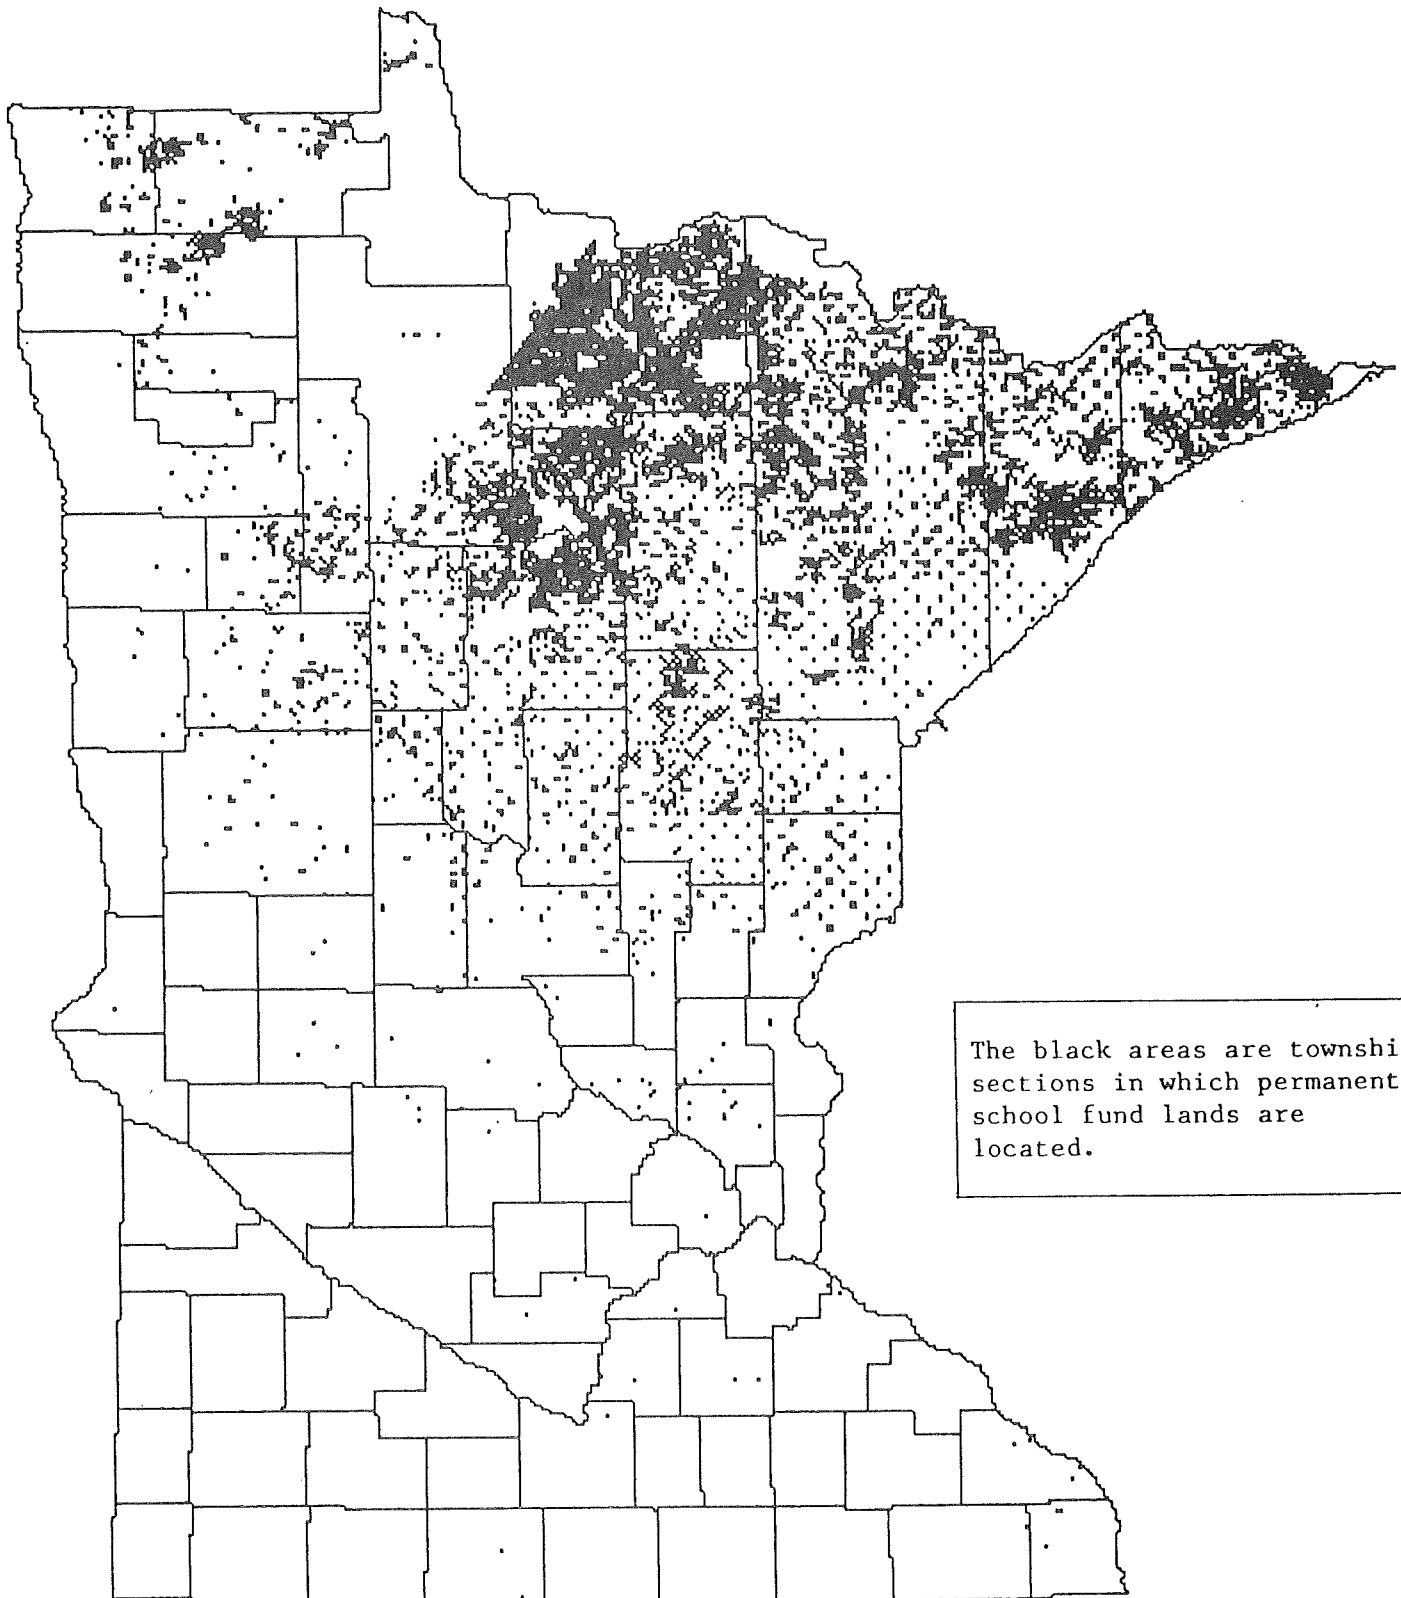 The black areas are townshi
sections in which permanent
school fund lands are
located.